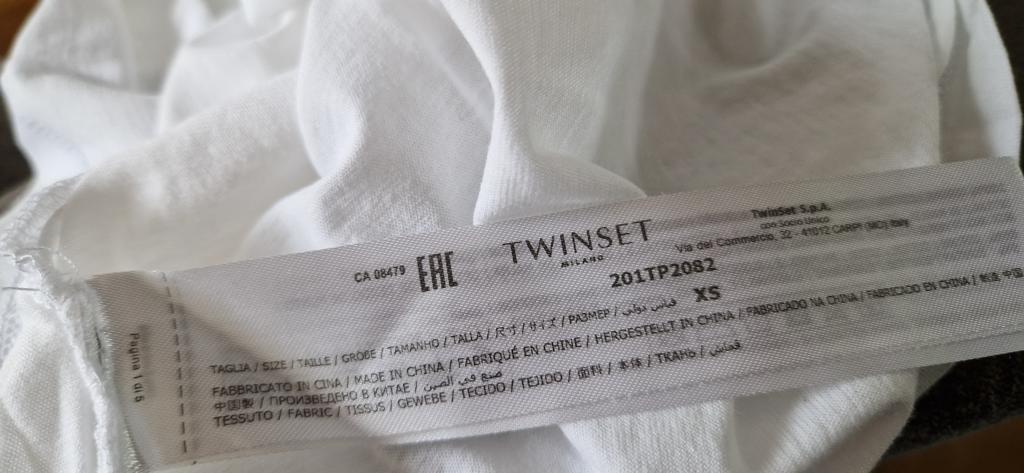 TwinSet S.p.A.
con Socio Unico
Via del Commercio, 32 - 41012 CARPI (MO) Italy
CA 08479 EAC TWINSET
MILANO
201TP2082
TAGLIA / SIZE / TAILLE / GRÖBE / TAMANHO / TALLA / 尺寸 / サイズ / РАЗМЕР / قياس دولي / XS
FABBRICATO IN CINA / MADE IN CHINA / FABRIQUÉ EN CHINE / HERGESTELLT IN CHINA / FABRICADO NA CHINA / FABRICADO EN CHINA / 制造 中国
中国製 / ПРОИЗВЕДЕНО В КИТАЕ / صنع في الصين
TESSUTO / FABRIC / TISSUS / GEWEBE / TECIDO / TEJIDO / 面料 / 本体 / ТКАНЬ / قماش
Pagina 1 di 6